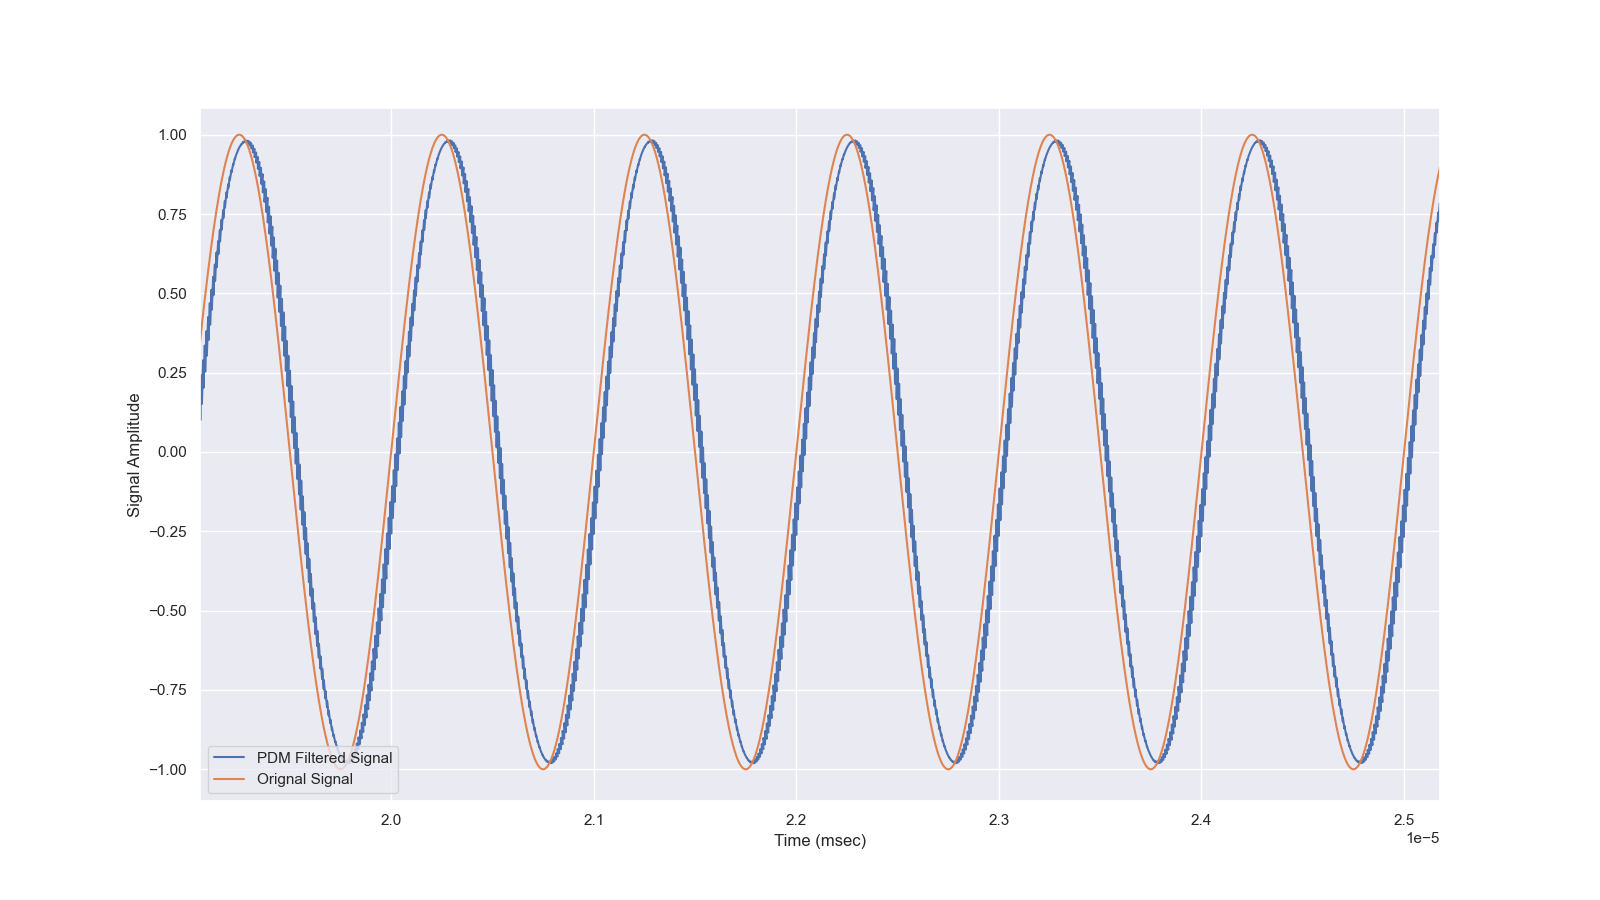 1.00
0.75
0.50
0.25
0.00
−0.25
−0.50
−0.75
−1.00
Signal Amplitude
PDM Filtered Signal
Orignal Signal
2.0 2.1 2.2 2.3 2.4 2.5
1e−5
Time (msec)